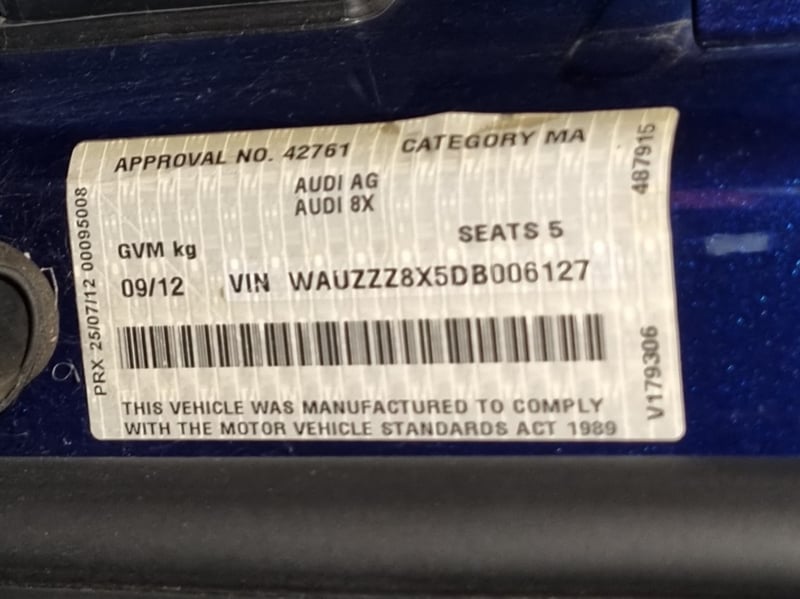 APPROVAL NO. 42761 CATEGORY MA
AUDI AG
AUDI 8X
SEATS 5
GVM kg
09/12 VIN WAUZZZ8X5DB006127
THIS VEHICLE WAS MANUFACTURED TO COMPLY
WITH THE MOTOR VEHICLE STANDARDS ACT 1989
PRX 25/07/12 00095008
487915
V179306